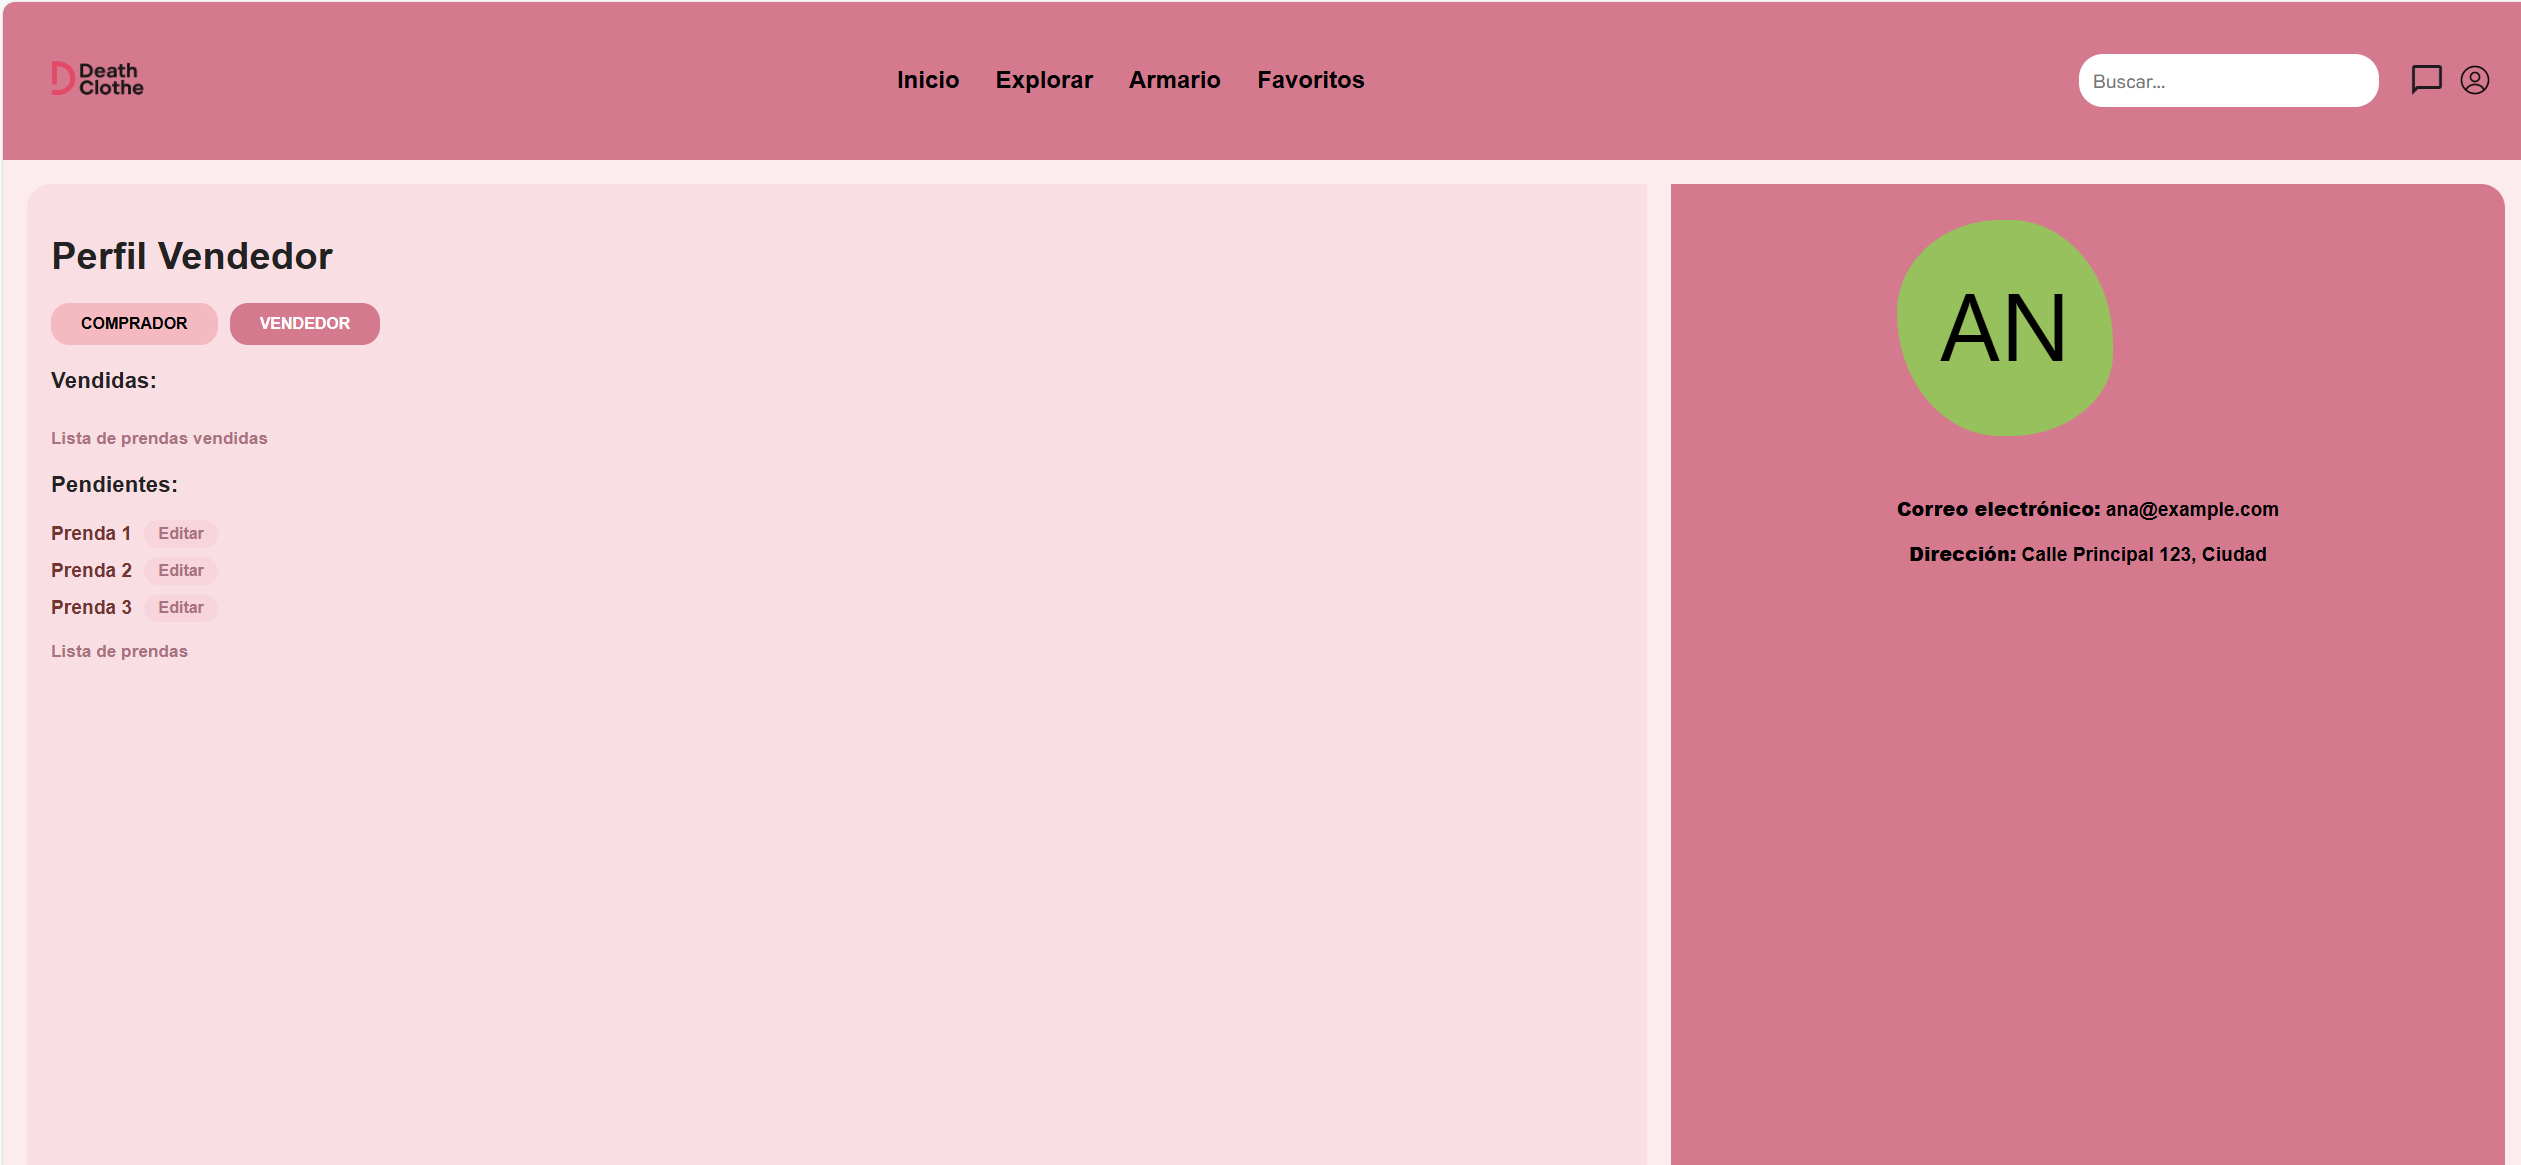 Death
Clothe
Inicio Explorar Armario Favoritos
Buscar...
Perfil Vendedor
COMPRADOR VENDEDOR
Vendidas:
Lista de prendas vendidas
Pendientes:
Prenda 1 Editar
Prenda 2 Editar
Prenda 3 Editar
Lista de prendas
AN
Correo electrónico: ana@example.com
Dirección: Calle Principal 123, Ciudad